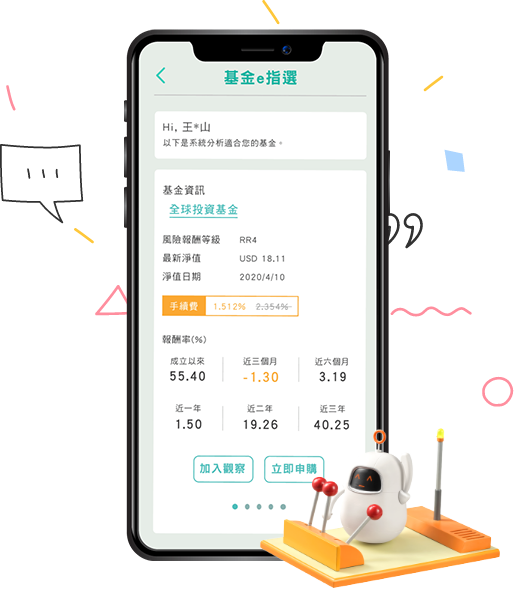 基金e指選
Hi, 王*山
以下是系統分析適合您的基金。
基金資訊
全球投資基金
風險報酬等級 RR4
最新淨值 USD 18.11
淨值日期 2020/4/10
手續費 1.512% 2.354%
報酬率(%)
成立以來 近三個月 近六個月
55.40 -1.30 3.19
近一年 近二年 近三年
1.50 19.26 40.25
加入觀察 立即申購